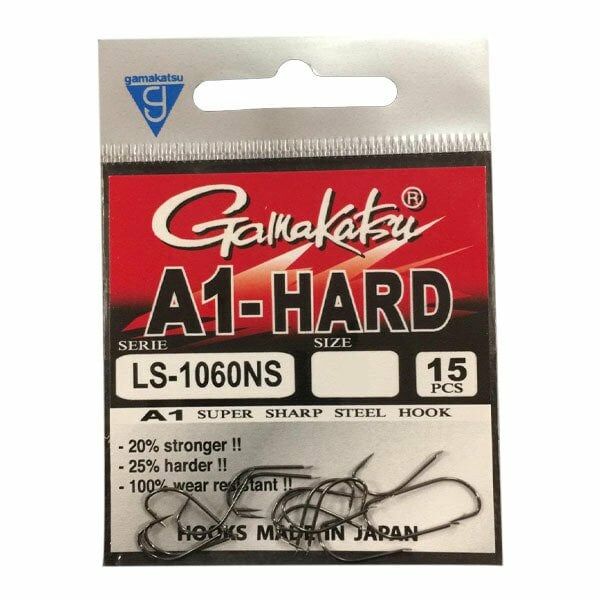 gamakatsu
g
Gamakatsu®
A1-HARD
SERIE SIZE
LS-1060NS 15
PCS
A1 SUPER SHARP STEEL HOOK
- 20% stronger !!
- 25% harder !!
- 100% wear resistant !!
HOOKS MADE IN JAPAN